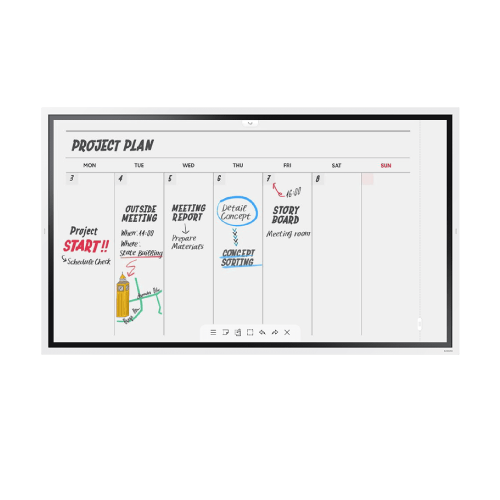 PROJECT PLAN
MON TUE WED THU FRI SAT SUN
3 4 5 6 7 8
16:00
Project
START!!
Schedule Check
OUTSIDE
MEETING
When: 14:00
Where:
State Building
MEETING
REPORT
Prepare
Materials
Detail
Concept
CONCEPT
SORTING
STORY
BOARD
Meeting room